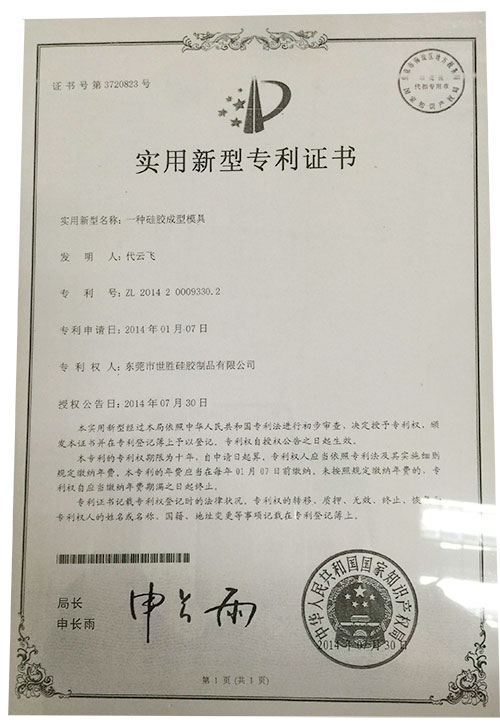 证书号第3720823号
实用新型专利证书
实用新型名称：一种硅胶成型模具
发明人：代云飞
专利号：ZL 2014 2 0009330.2
专利申请日：2014年01月07日
专利权人：东莞市世胜硅胶制品有限公司
授权公告日：2014年07月30日
本实用新型经过本局依照中华人民共和国专利法进行初步审查，决定授予专利权，颁
发本证书并在专利登记簿上予以登记。专利权自授权公告之日起生效。
本专利的专利权期限为十年，自申请日起算。专利权人应当依照专利法及其实施细则
规定缴纳年费。本专利的年费应当在每年01月07日前缴纳。未按照规定缴纳年费的，专
利权自应当缴纳年费期满之日起终止。
专利证书记载专利权登记时的法律状况。专利权的转移、质押、无效、终止、恢复和
专利权人的姓名或名称、国籍、地址变更等事项记载在专利登记簿上。
局长
申长雨
申长雨
中华人民共和国国家知识产权局
2014年07月30日
第1页(共1页)